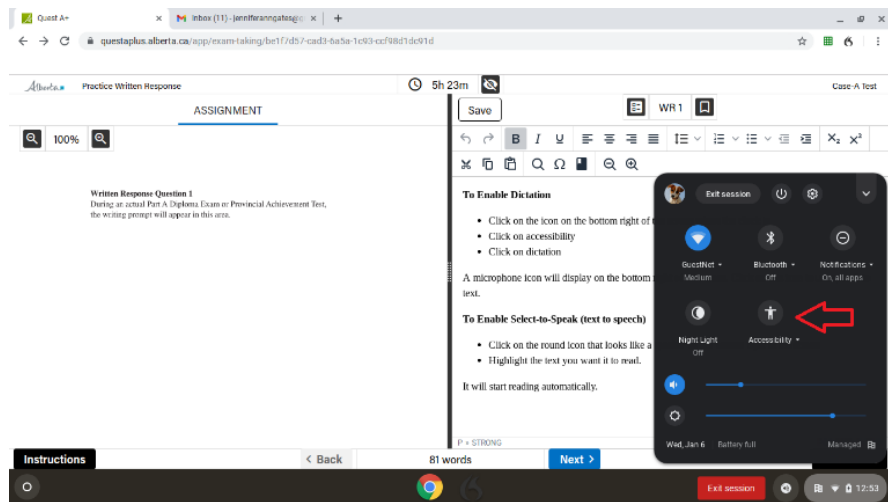 Quest A+
Inbox (11) - jenniferanngates@g
questaplus.alberta.ca/app/exam-taking/be1f7d57-cad3-6a5a-1c93-ccf98d1dc91d
Alberta
Practice Written Response
5h 23m
Case-A Test
ASSIGNMENT
Save
WR 1
100%
B I U
X₂ X²
Written Response Question 1
During an actual Part A Diploma Exam or Provincial Achievement Test,
the writing prompt will appear in this area.
To Enable Dictation
Click on the icon on the bottom right of
Click on accessibility
Click on dictation
A microphone icon will display on the bottom
text.
To Enable Select-to-Speak (text to speech)
Click on the round icon that looks like a
Highlight the text you want it to read.
It will start reading automatically.
P › STRONG
Exit session
GuestNet
Medium
Bluetooth
Off
Notifications
On, all apps
Night Light
Off
Accessibility
Wed, Jan 6
Battery full
Managed
Instructions
< Back
81 words
Next >
Exit session
12:53